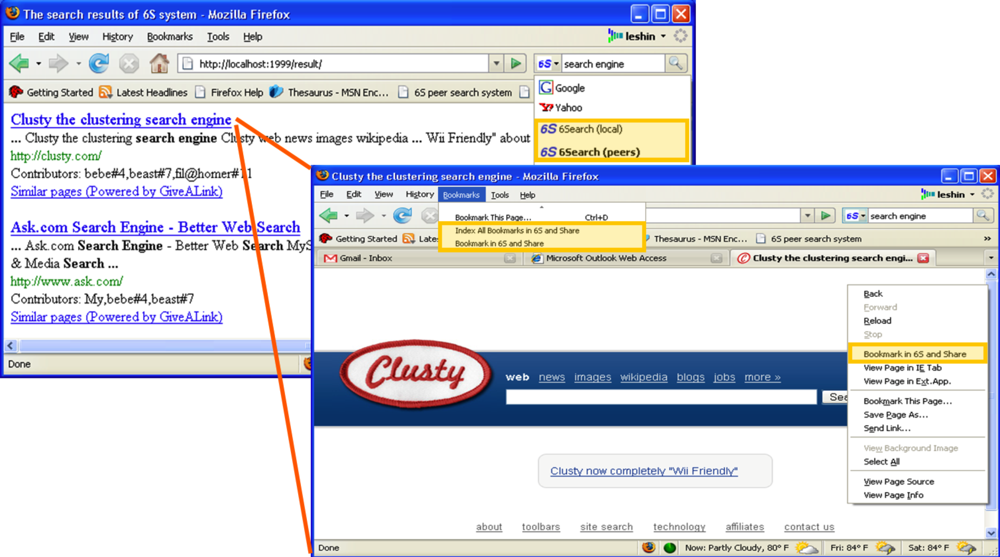 The search results of 6S system - Mozilla Firefox
File Edit View History Bookmarks Tools Help leshin
http://localhost:1999/result/ 6S search engine
Getting Started Latest Headlines Firefox Help Thesaurus - MSN Enc... 6S peer search system
Google
Yahoo
6S 6Search (local)
6S 6Search (peers)
Clusty the clustering search engine
... Clusty the clustering search engine Clusty web news images wikipedia ... Wii Friendly" about
http://clusty.com/
Contributors: bebe#4,beast#7,fil@homer#11
Similar pages (Powered by GiveALink)
Ask.com Search Engine - Better Web Search
... Ask.com Search Engine - Better Web Search MyS
& Media Search ...
http://www.ask.com/
Contributors: My,bebe#4,beast#7
Similar pages (Powered by GiveALink)
Done
Clusty the clustering search engine - Mozilla Firefox
File Edit View History Bookmarks Tools Help leshin
6S search engine
Bookmark This Page... Ctrl+D
Index All Bookmarks in 6S and Share
Bookmark in 6S and Share
Getting Started Lates Thesaurus - MSN Enc... 6S peer search system »
Gmail - Inbox Microsoft Outlook Web Access Clusty the clustering search engi...
Back
Forward
Reload
Stop
Bookmark in 6S and Share
View Page in IE Tab
View Page in Ext.App.
Bookmark This Page...
Save Page As...
Send Link...
View Background Image
Select All
View Page Source
View Page Info
Clusty
web news images wikipedia blogs jobs more »
Sea
Clusty now completely "Wii Friendly"
about toolbars site search technology affiliates contact us
Done Now: Partly Cloudy, 80° F Fri: 84° F Sat: 84° F